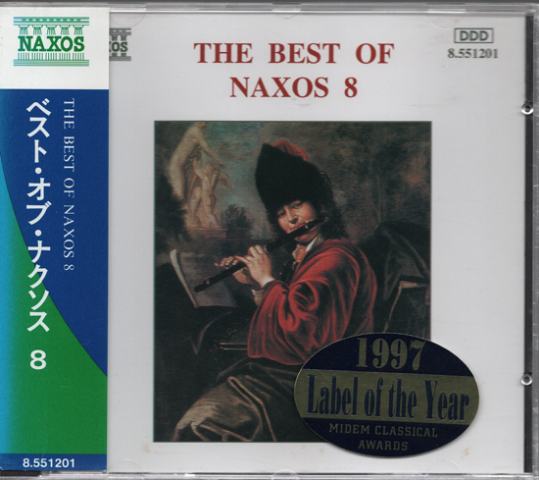 NAXOS
THE BEST OF NAXOS 8
ベスト・オブ・ナクソス 8
8.551201
OS
THE BEST OF
NAXOS 8
DDD
8.551201
1997
Label of the Year
MIDEM CLASSICAL
AWARDS